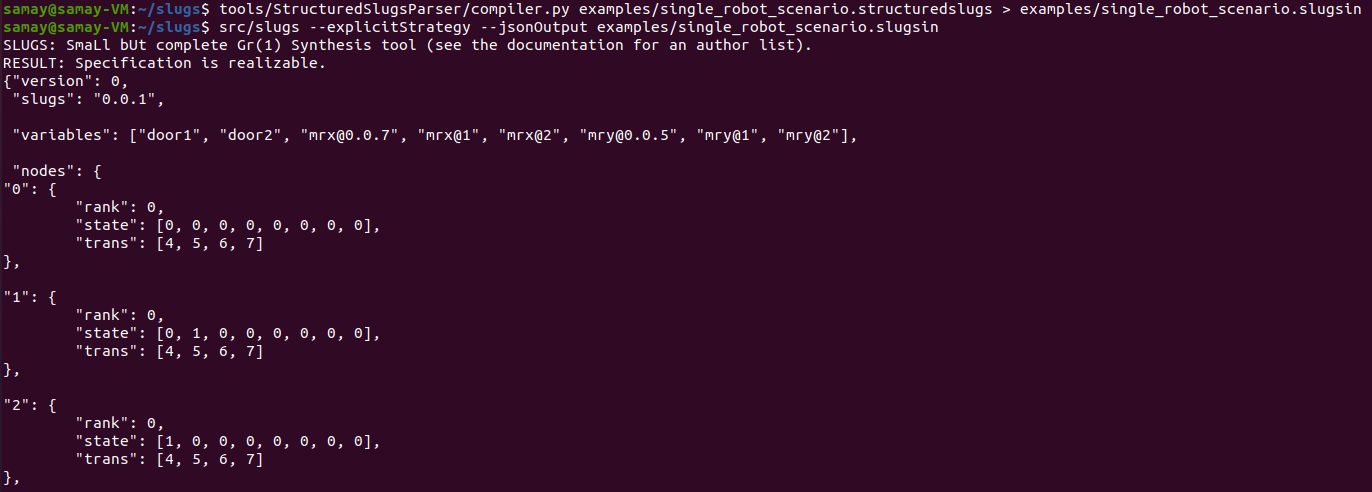 samay@samay-VM:~/slugs$ tools/StructuredSlugsParser/compiler.py examples/single_robot_scenario.structuredslugs > examples/single_robot_scenario.slugsin
samay@samay-VM:~/slugs$ src/slugs --explicitStrategy --jsonOutput examples/single_robot_scenario.slugsin
SLUGS: SmaLl bUt complete Gr(1) Synthesis tool (see the documentation for an author list).
RESULT: Specification is realizable.
{"version": 0,
 "slugs": "0.0.1",
 "variables": ["door1", "door2", "mrx@0.0.7", "mrx@1", "mrx@2", "mry@0.0.5", "mry@1", "mry@2"],
 "nodes": {
"0": {
        "rank": 0,
        "state": [0, 0, 0, 0, 0, 0, 0, 0],
        "trans": [4, 5, 6, 7]
},
"1": {
        "rank": 0,
        "state": [0, 1, 0, 0, 0, 0, 0, 0],
        "trans": [4, 5, 6, 7]
},
"2": {
        "rank": 0,
        "state": [1, 0, 0, 0, 0, 0, 0, 0],
        "trans": [4, 5, 6, 7]
},